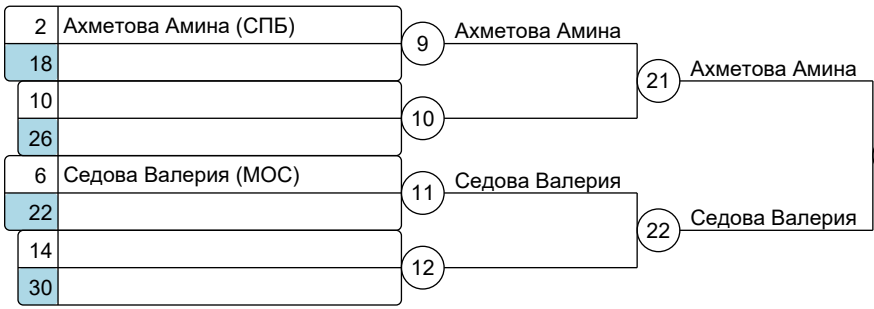 2 Ахметова Амина (СПБ)
9 Ахметова Амина
18
21 Ахметова Амина
10
10
26
6 Седова Валерия (МОС)
11 Седова Валерия
22
22 Седова Валерия
14
12
30